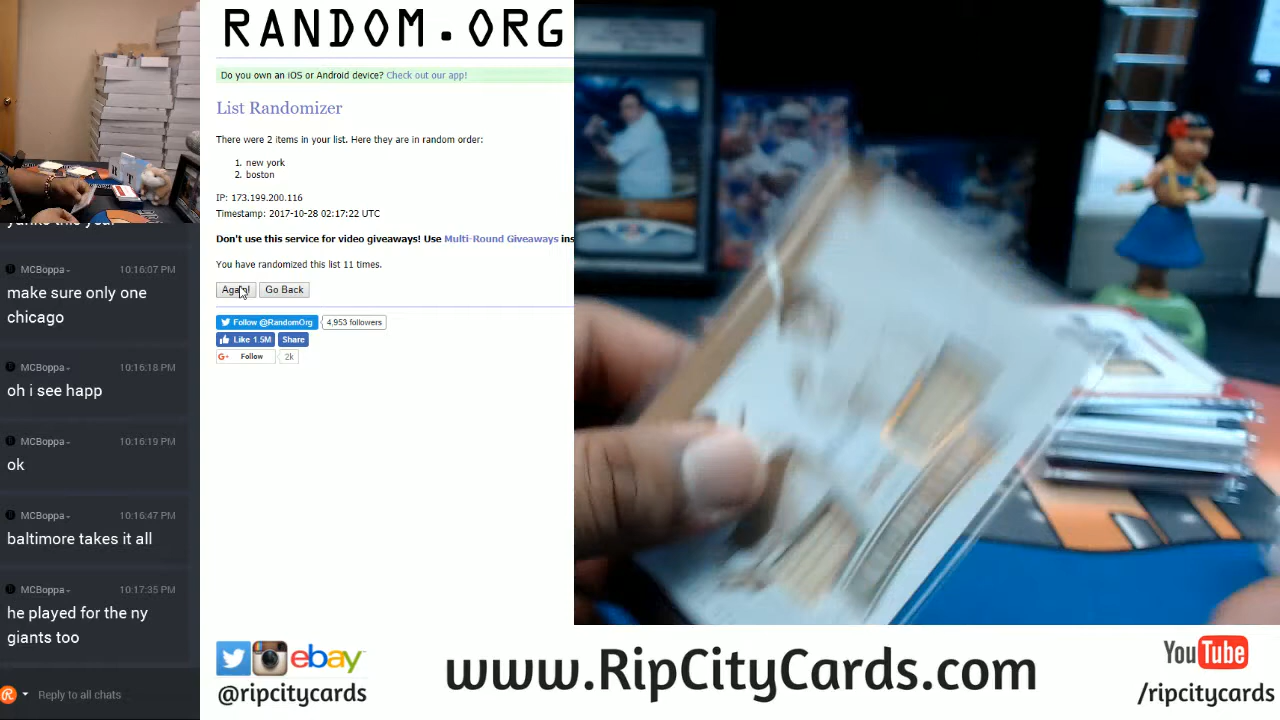 RANDOM.ORG
Do you own an iOS or Android device? Check out our app!
List Randomizer
There were 2 items in your list. Here they are in random order:
1. new york
2. boston
IP: 173.199.200.116
Timestamp: 2017-10-28 02:17:22 UTC
Don't use this service for video giveaways! Use Multi-Round Giveaways ins
You have randomized this list 11 times.
Again! Go Back
Follow @RandomOrg 4,953 followers
Like 1.5M Share
G+ Follow 2k
MCBoppa 10:16:07 PM
make sure only one
chicago
MCBoppa 10:16:18 PM
oh i see happ
MCBoppa 10:16:19 PM
ok
MCBoppa 10:16:47 PM
baltimore takes it all
MCBoppa 10:17:35 PM
he played for the ny
giants too
Reply to all chats
ebay
@ripcitycards
www.RipCityCards.com
YouTube
/ripcitycards